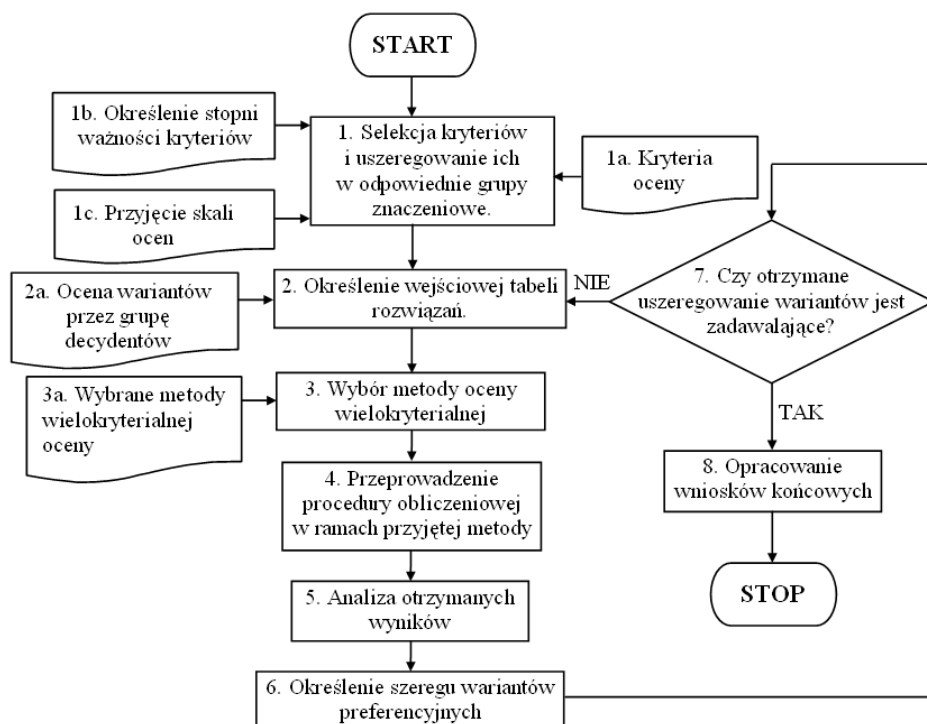 START
1b. Określenie stopni
ważności kryteriów
1. Selekcja kryteriów
i uszeregowanie ich
w odpowiednie grupy
znaczeniowe.
1a. Kryteria
oceny
1c. Przyjęcie skali
ocen
2a. Ocena wariantów
przez grupę
decydentów
2. Określenie wejściowej tabeli
rozwiązań.
NIE
7. Czy otrzymane
uszeregowanie wariantów jest
zadawalające?
3a. Wybrane metody
wielokryterialnej
oceny
3. Wybór metody oceny
wielokryterialnej
TAK
4. Przeprowadzenie
procedury obliczeniowej
w ramach przyjętej metody
8. Opracowanie
wniosków końcowych
5. Analiza otrzymanych
wyników
STOP
6. Określenie szeregu wariantów
preferencyjnych